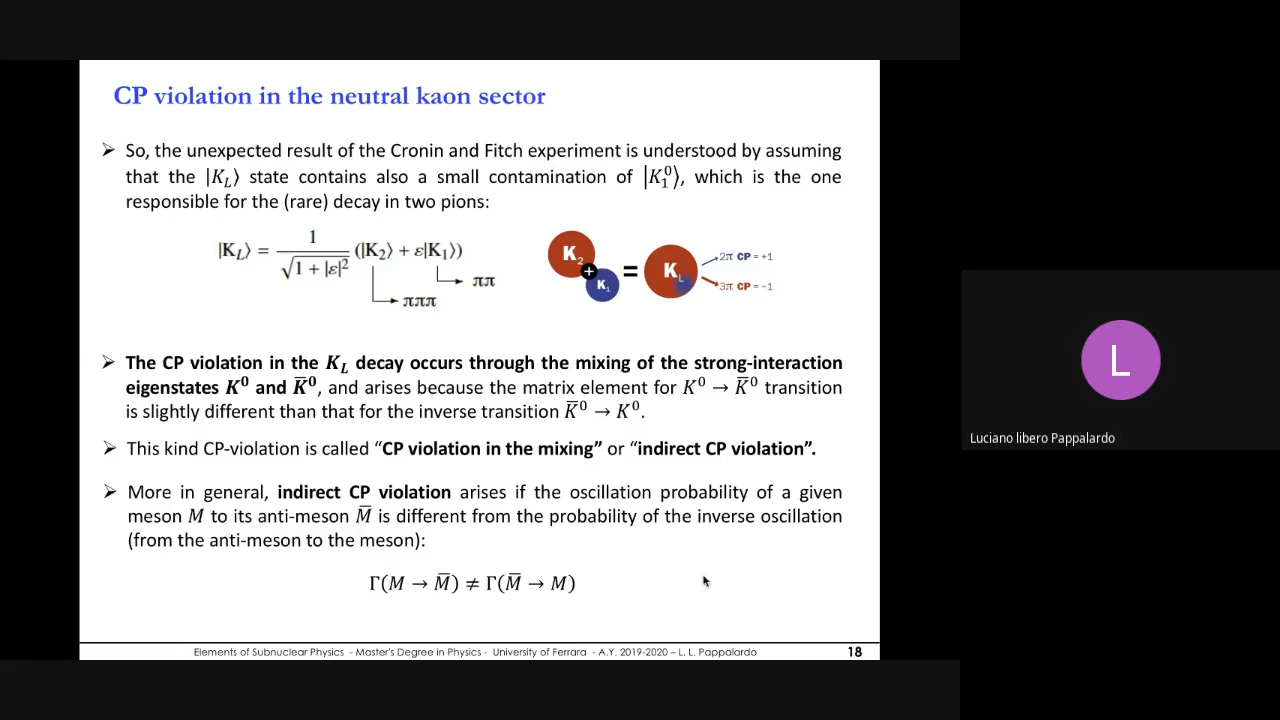 CP violation in the neutral kaon sector
➢ So, the unexpected result of the Cronin and Fitch experiment is understood by assuming
that the |K_L⟩ state contains also a small contamination of |K₁⁰⟩, which is the one
responsible for the (rare) decay in two pions:
|K_L⟩ = 1/√(1 + |ε|²) (|K₂⟩ + ε|K₁⟩)
ππ
πππ
K₂ + K₁ = K_L
2π CP = +1
3π CP = −1
➢ The CP violation in the K_L decay occurs through the mixing of the strong-interaction
eigenstates K⁰ and K̅⁰, and arises because the matrix element for K⁰ → K̅⁰ transition
is slightly different than that for the inverse transition K̅⁰ → K⁰.
➢ This kind CP-violation is called “CP violation in the mixing” or “indirect CP violation”.
➢ More in general, indirect CP violation arises if the oscillation probability of a given
meson M to its anti-meson M̅ is different from the probability of the inverse oscillation
(from the anti-meson to the meson):
Γ(M → M̅) ≠ Γ(M̅ → M)
Elements of Subnuclear Physics - Master's Degree in Physics - University of Ferrara - A.Y. 2019-2020 – L. L. Pappalardo 18
L
Luciano libero Pappalardo